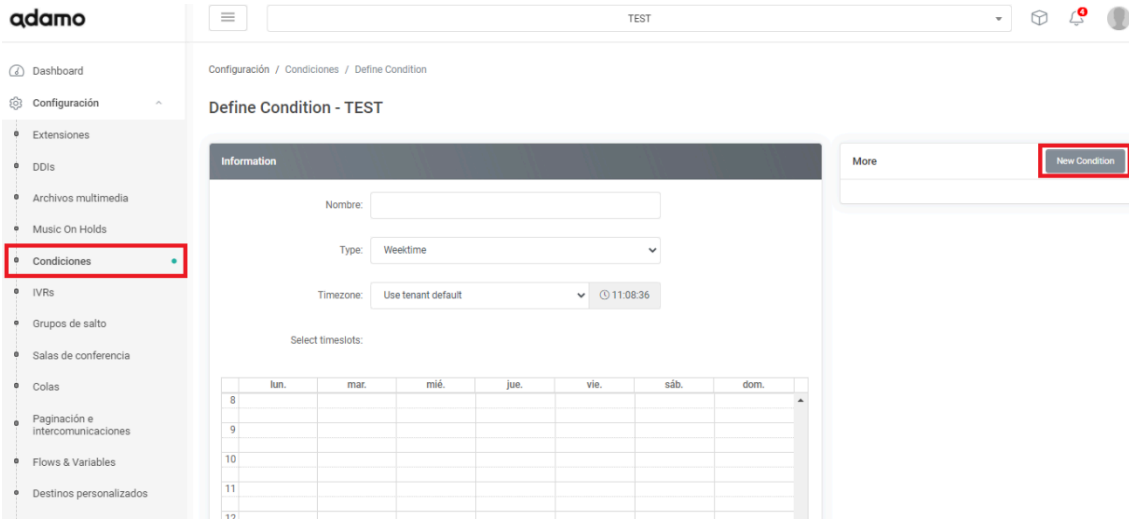 adamo
TEST
4
Dashboard
Configuración / Condiciones / Define Condition
Configuración
Define Condition - TEST
Extensiones
DDIs
Information
More
New Condition
Archivos multimedia
Nombre:
Music On Holds
Type: Weektime
Condiciones
IVRs
Timezone: Use tenant default 11:08:36
Grupos de salto
Select timeslots:
Salas de conferencia
Colas
lun. mar. mié. jue. vie. sáb. dom.
8
Paginación e
intercomunicaciones
9
Flows & Variables
10
Destinos personalizados
11
12